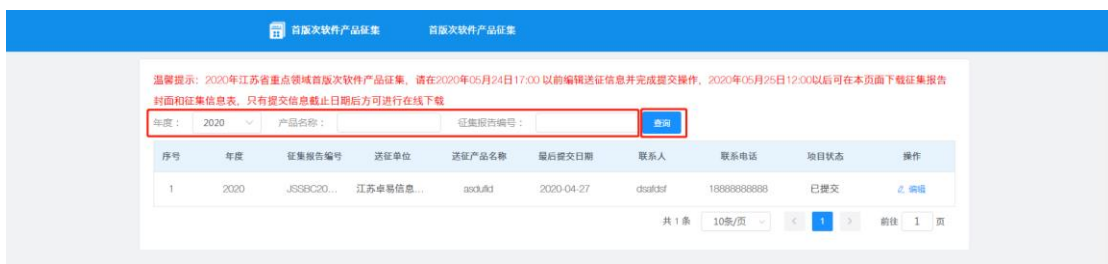 首版次软件产品征集 首版次软件产品征集
温馨提示：2020年江苏省重点领域首版次软件产品征集，请在2020年05月24日17:00 以前编辑送征信息并完成提交操作，2020年05月25日12:00以后可在本页面下载征集报告
封面和征集信息表，只有提交信息截止日期后方可进行在线下载
年度： 2020 产品名称： 征集报告编号： 查询
序号 年度 征集报告编号 送征单位 送征产品名称 最后提交日期 联系人 联系电话 项目状态 操作
1 2020 JSSBC20... 江苏卓易信息... asdufid 2020-04-27 dsafdsf 18888888888 已提交 编辑
共 1 条 10条/页 < 1 > 前往 1 页